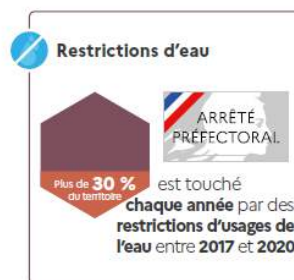 Restrictions d'eau
ARRÊTÉ
PRÉFECTORAL
Plus de 30 %
du territoire
est touché
chaque année par des
restrictions d'usages de
l'eau entre 2017 et 2020